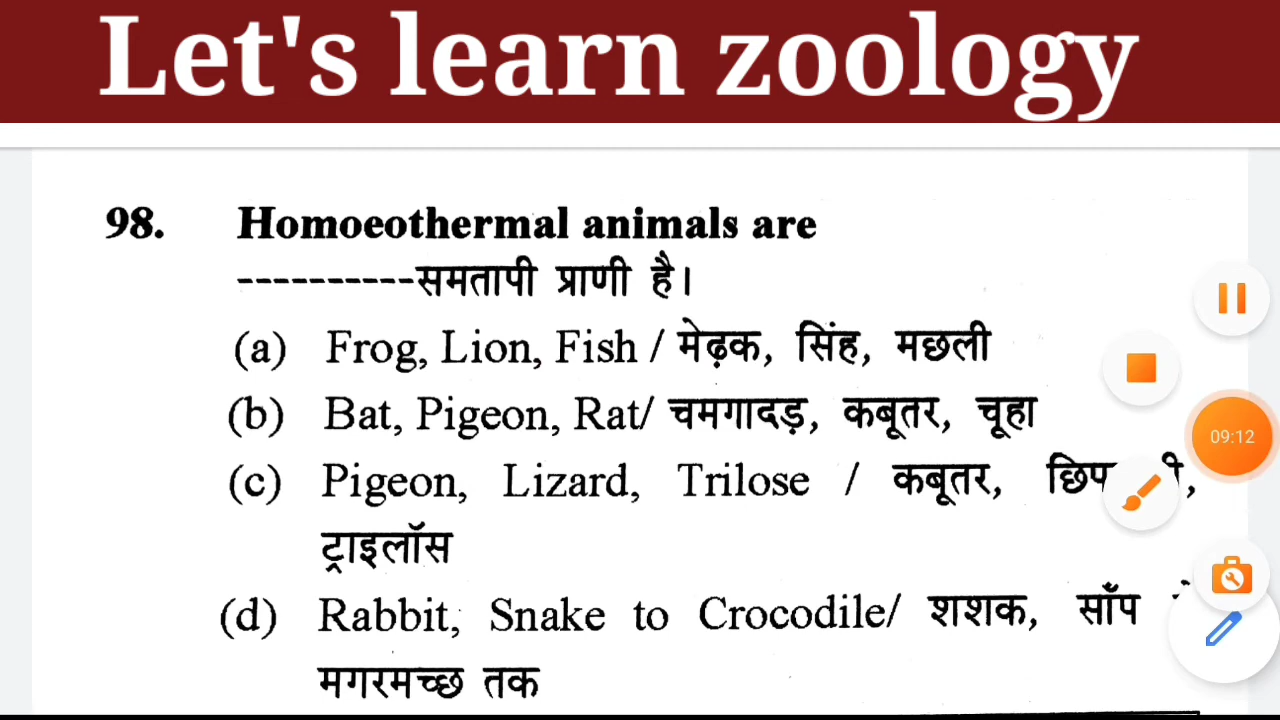 Let's learn zoology
98. Homoeothermal animals are
----------समतापी प्राणी है।
(a) Frog, Lion, Fish / मेढ़क, सिंह, मछली
(b) Bat, Pigeon, Rat/ चमगादड़, कबूतर, चूहा
(c) Pigeon, Lizard, Trilose / कबूतर,
ट्राइलॉस
(d) Rabbit, Snake to Crocodile/ शशक, साँप
मगरमच्छ तक
09:12